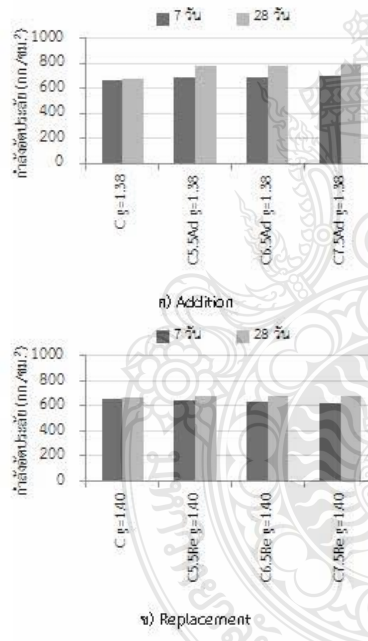 7 วัน 28 วัน
กำลังดัดประลัย (กก/ซม.²)
1000
800
600
400
200
0
C g=1.38
C5.5Ad g=1.38
C6.5Ad g=1.38
C7.5Ad g=1.38
ก) Addition
7 วัน 28 วัน
กำลังดัดประลัย (กก/ซม.²)
1000
800
600
400
200
0
C g=1.40
C5.5Re g=1.40
C6.5Re g=1.40
C7.5Re g=1.40
ข) Replacement